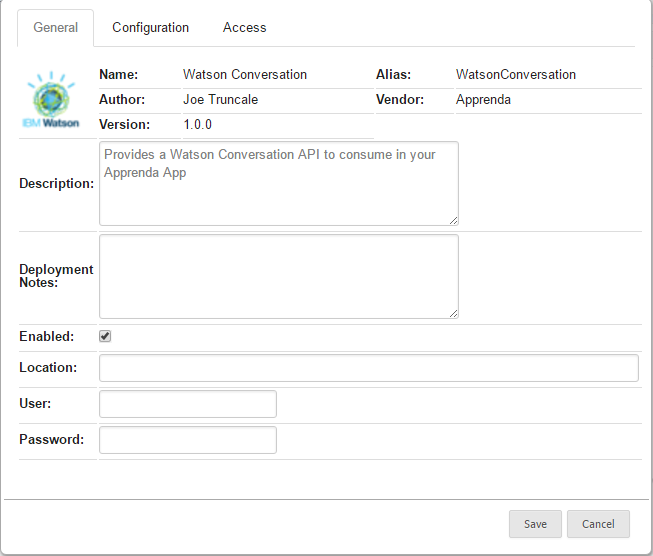 General Configuration Access
Name: Watson Conversation Alias: WatsonConversation
Author: Joe Truncale Vendor: Apprenda
Version: 1.0.0
IBM Watson
Description: Provides a Watson Conversation API to consume in your
Apprenda App
Deployment
Notes:
Enabled:
Location:
User:
Password:
Save Cancel